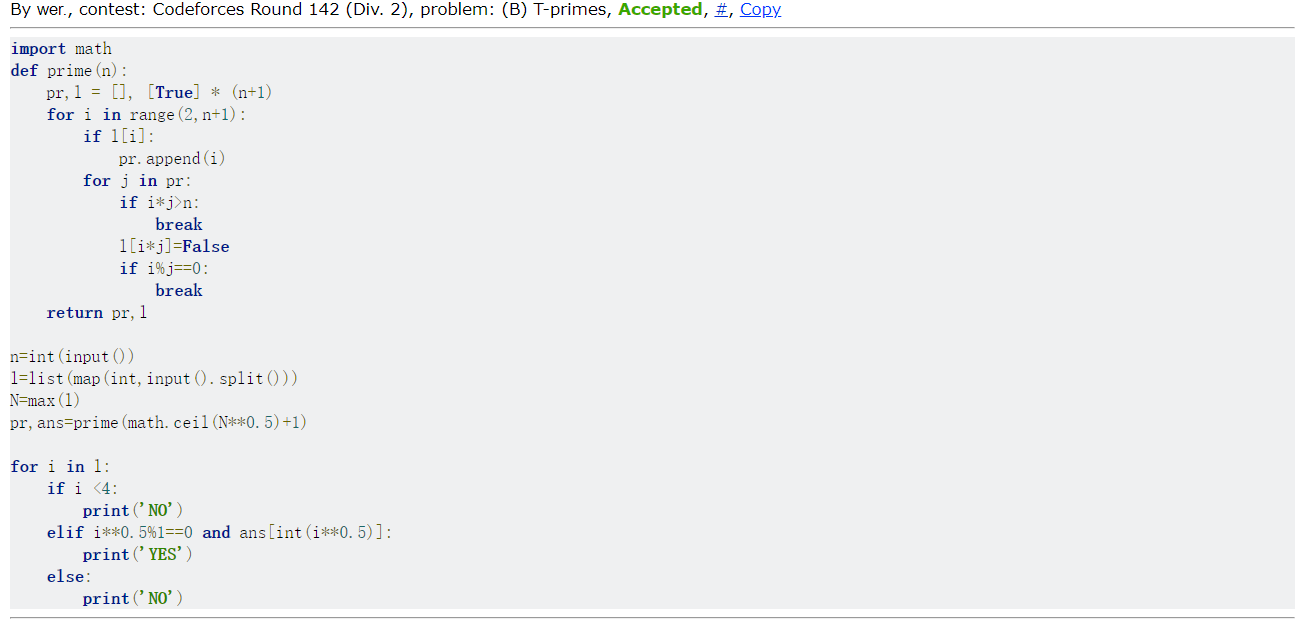 By wer., contest: Codeforces Round 142 (Div. 2), problem: (B) T-primes, Accepted, #, Copy
import math
def prime(n):
    pr,l = [], [True] * (n+1)
    for i in range(2,n+1):
        if l[i]:
            pr.append(i)
        for j in pr:
            if i*j>n:
                break
            l[i*j]=False
            if i%j==0:
                break
    return pr,l

n=int(input())
l=list(map(int,input().split()))
N=max(l)
pr,ans=prime(math.ceil(N**0.5)+1)

for i in l:
    if i <4:
        print('NO')
    elif i**0.5%1==0 and ans[int(i**0.5)]:
        print('YES')
    else:
        print('NO')